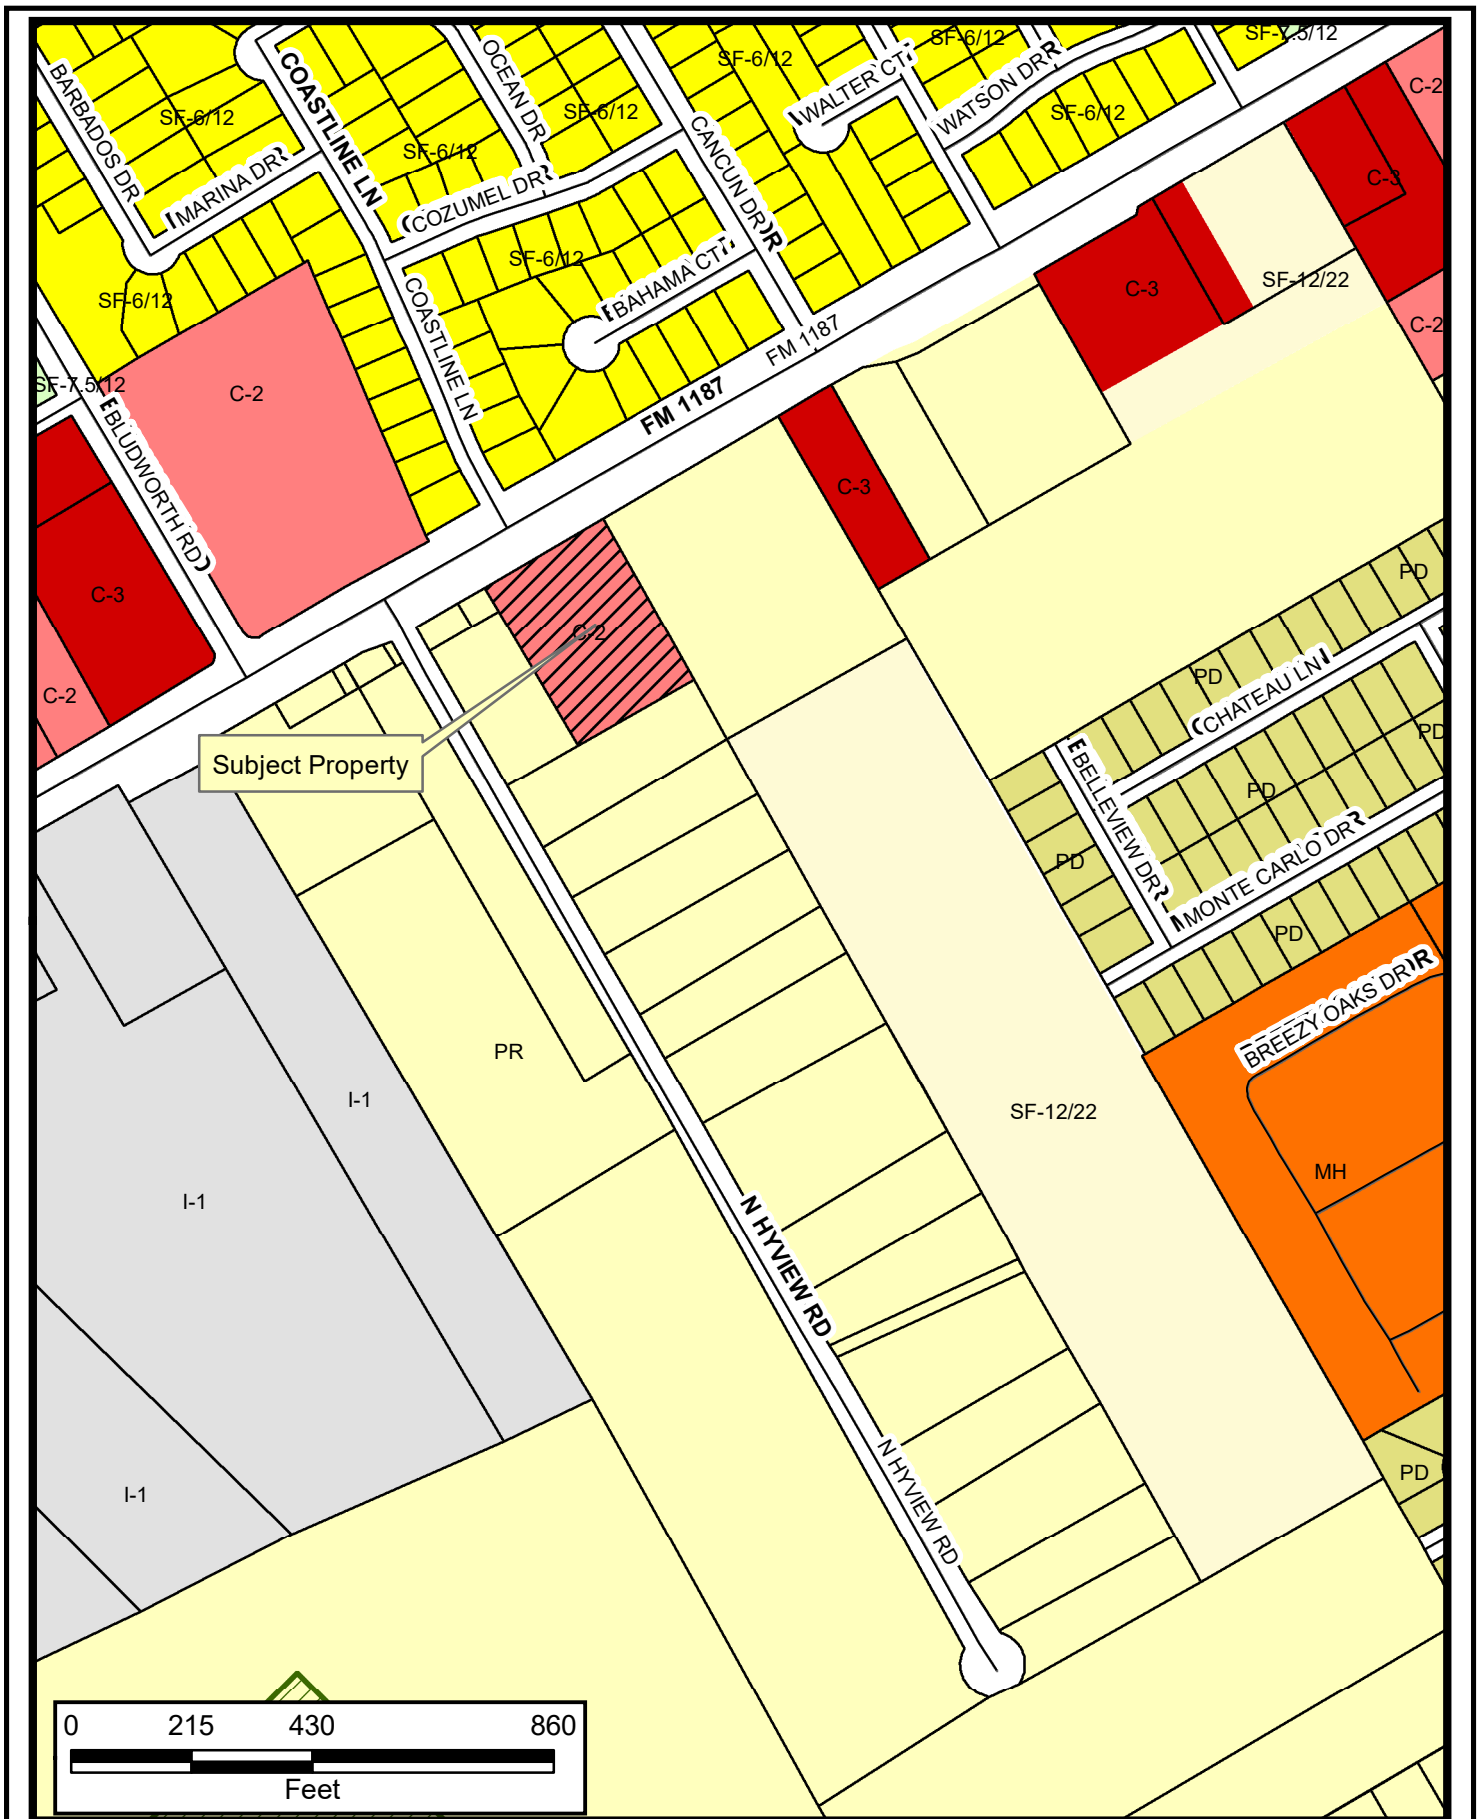 SF-6/12
SF-7.5/12
BARBADOS DR
COASTLINE LN
OCEAN DR
SF-6/12
WALTER CT
WATSON DR
C-2
SF-6/12
SF-6/12
SF-6/12
SF-6/12
MARINA DR
COZUMEL DR
CANCUN DR
C-3
SF-6/12
BAHAMA CT
SF-12/22
C-3
SF-6/12
COASTLINE LN
FM 1187
C-2
SF-7.5/12
C-2
FM 1187
BLUDWORTH RD
C-3
C-3
PD
C-2
C-2
PD
CHATEAU LN
PD
Subject Property
BELLEVIEW DR
PD
PD
MONTE CARLO DR
PD
BREEZY OAKS DR
PR
I-1
SF-12/22
MH
I-1
N HYVIEW RD
N HYVIEW RD
PD
I-1
0 215 430 860
Feet